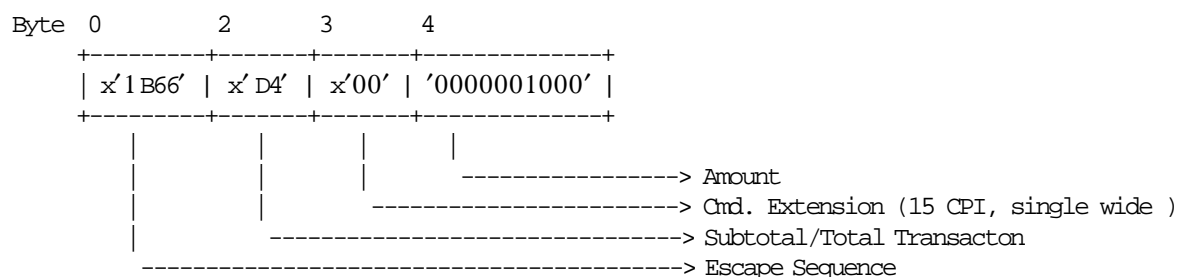 Byte 0 2 3 4
+---------+-------+-------+--------------+
| x′1B66′ | x′D4′ | x′00′ | ′0000001000′ |
+---------+-------+-------+--------------+
| | | |
| | | -----------------> Amount
| | ------------------------> Cmd. Extension (15 CPI, single wide )
| --------------------------------> Subtotal/Total Transacton
------------------------------------------> Escape Sequence